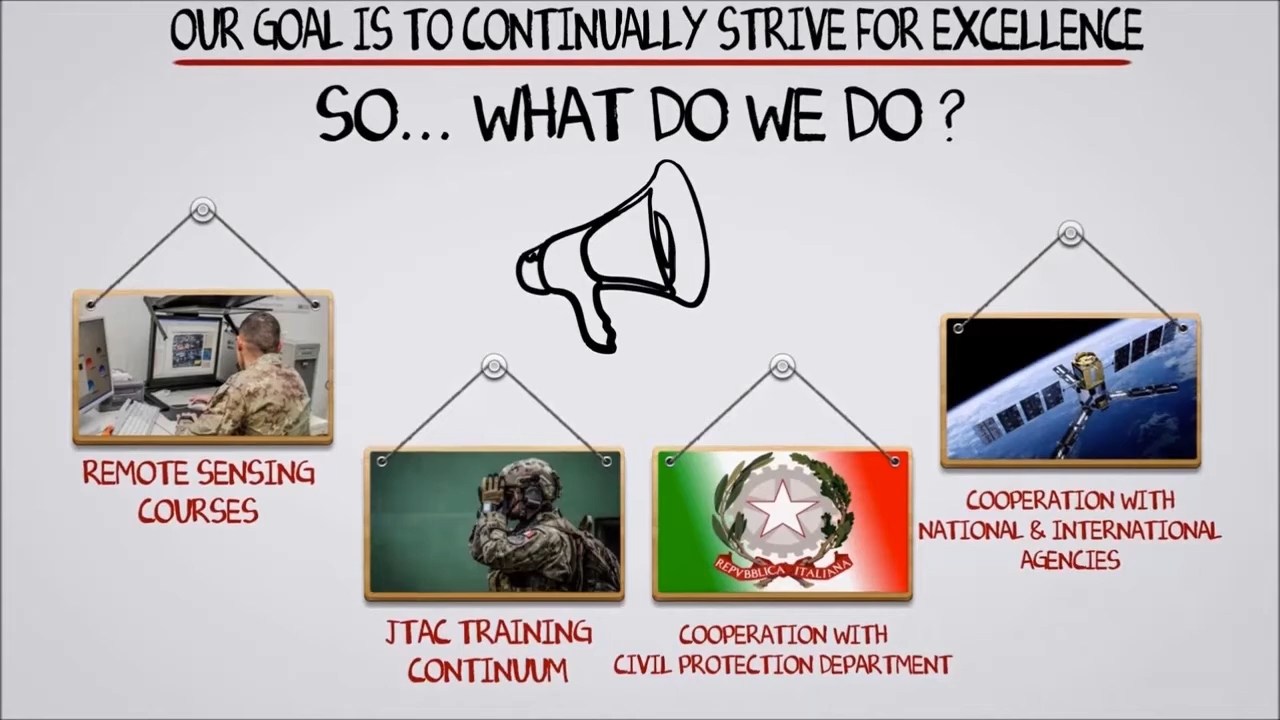 OUR GOAL IS TO CONTINUALLY STRIVE FOR EXCELLENCE
SO... WHAT DO WE DO ?
REMOTE SENSING
COURSES
JTAC TRAINING
CONTINUUM
REPVBBLICA ITALIANA
COOPERATION WITH
CIVIL PROTECTION DEPARTMENT
COOPERATION WITH
NATIONAL & INTERNATIONAL
AGENCIES